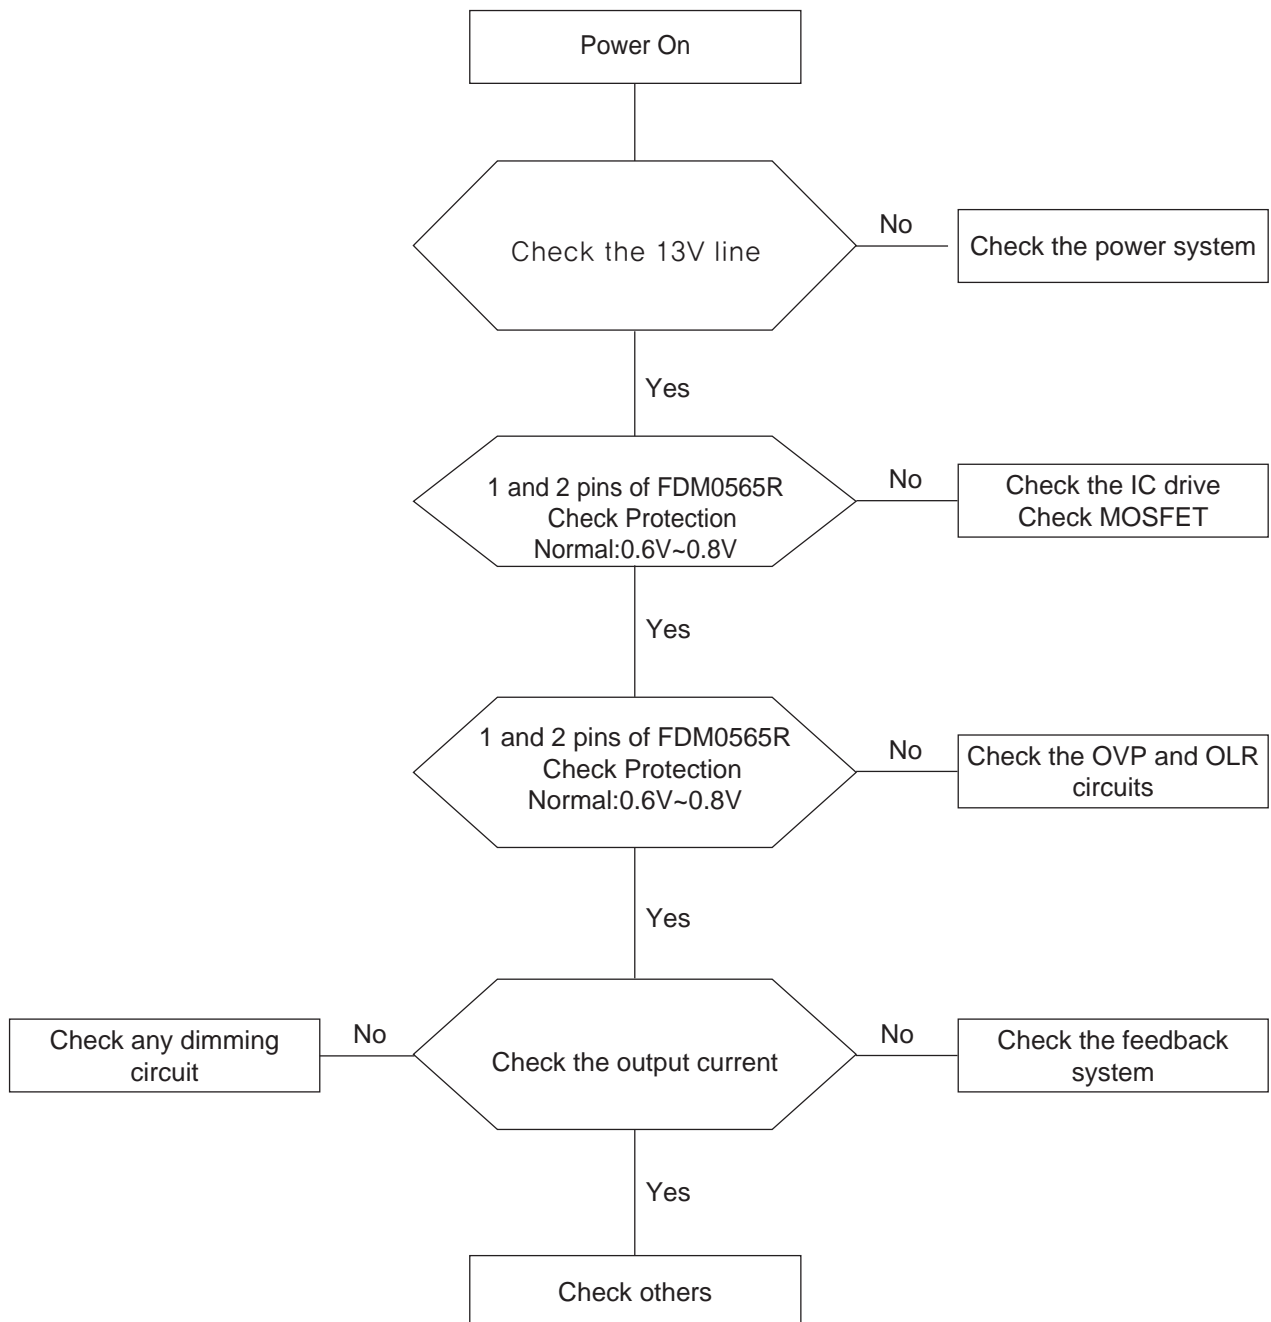 Power On
Check the 13V line
No
Check the power system
Yes
1 and 2 pins of FDM0565R
Check Protection
Normal:0.6V~0.8V
No
Check the IC drive
Check MOSFET
Yes
1 and 2 pins of FDM0565R
Check Protection
Normal:0.6V~0.8V
No
Check the OVP and OLR
circuits
Yes
Check any dimming
circuit
No
Check the output current
No
Check the feedback
system
Yes
Check others